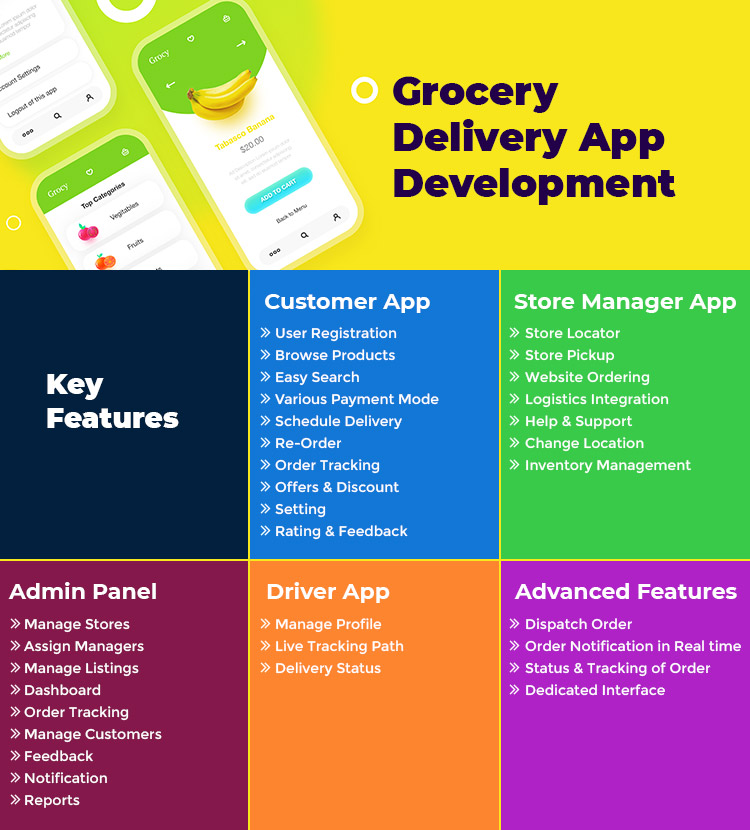 Account Settings
Logout of this app
Grocy
Tabasco Banana
$20.00
ADD TO CART
Back to Menu
Grocy
Top Categories
Vegitables
Fruits
Grocery
Delivery App
Development
Key
Features
Customer App
User Registration
Browse Products
Easy Search
Various Payment Mode
Schedule Delivery
Re-Order
Order Tracking
Offers & Discount
Setting
Rating & Feedback
Store Manager App
Store Locator
Store Pickup
Website Ordering
Logistics Integration
Help & Support
Change Location
Inventory Management
Admin Panel
Manage Stores
Assign Managers
Manage Listings
Dashboard
Order Tracking
Manage Customers
Feedback
Notification
Reports
Driver App
Manage Profile
Live Tracking Path
Delivery Status
Advanced Features
Dispatch Order
Order Notification in Real time
Status & Tracking of Order
Dedicated Interface